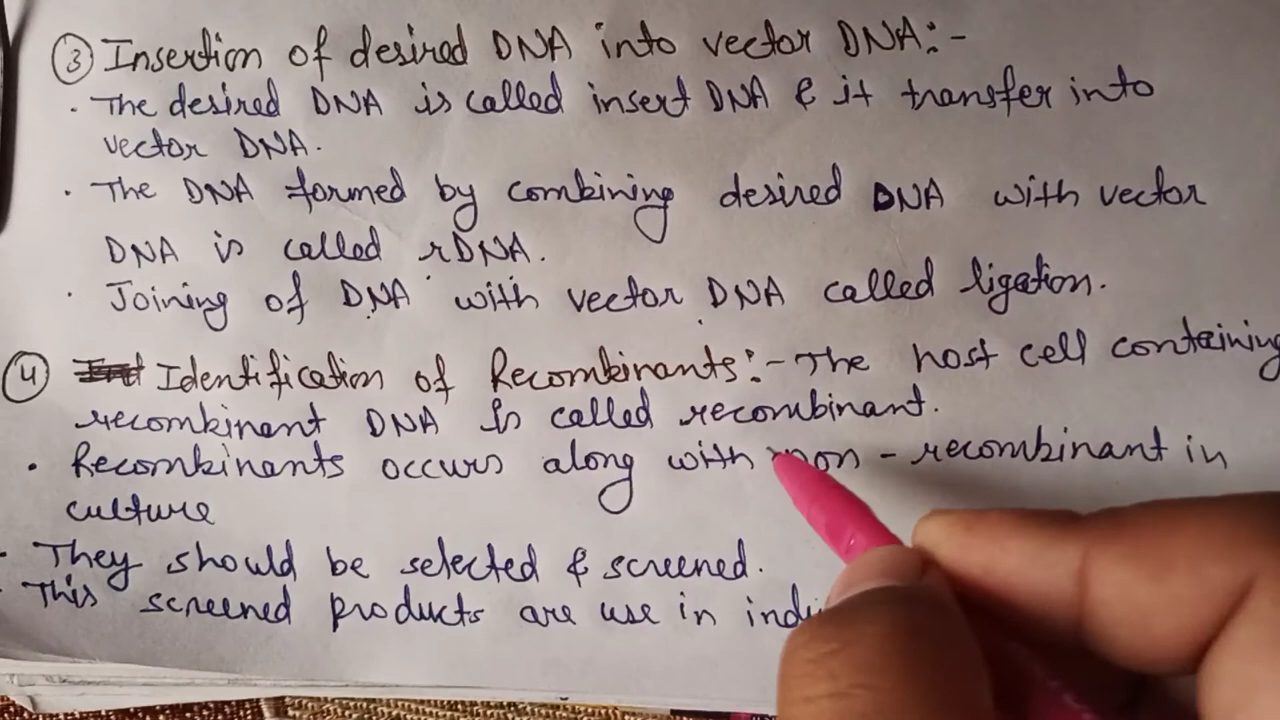 ③ Insertion of desired DNA into vector DNA:-
· The desired DNA is called insert DNA & it transfer into
vector DNA.
· The DNA formed by combining desired DNA with vector
DNA is called rDNA.
· Joining of DNA with vector DNA called ligation.
④ Identification of Recombinants:- The host cell containing
recombinent DNA is called recombinant.
· Recombinants occurs along with non-recombinant in
culture
· They should be selected & screened.
· This screened products are use in